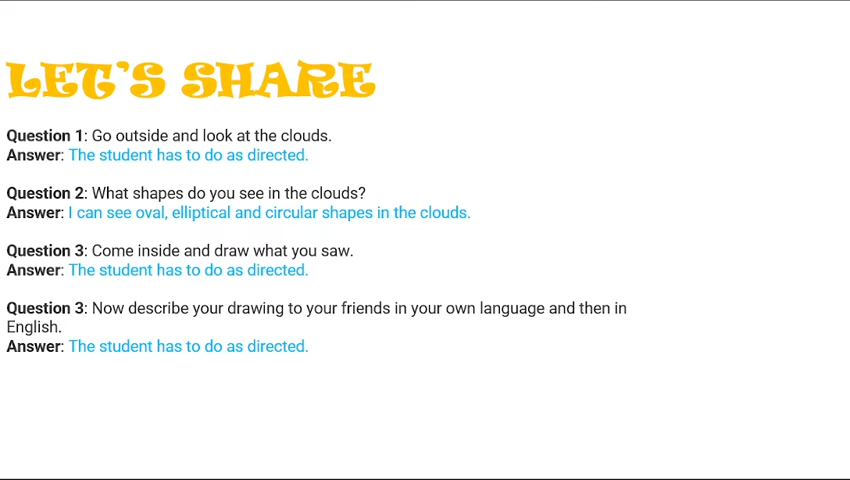 LET'S SHARE
Question 1: Go outside and look at the clouds.
Answer: The student has to do as directed.
Question 2: What shapes do you see in the clouds?
Answer: I can see oval, elliptical and circular shapes in the clouds.
Question 3: Come inside and draw what you saw.
Answer: The student has to do as directed.
Question 3: Now describe your drawing to your friends in your own language and then in
English.
Answer: The student has to do as directed.